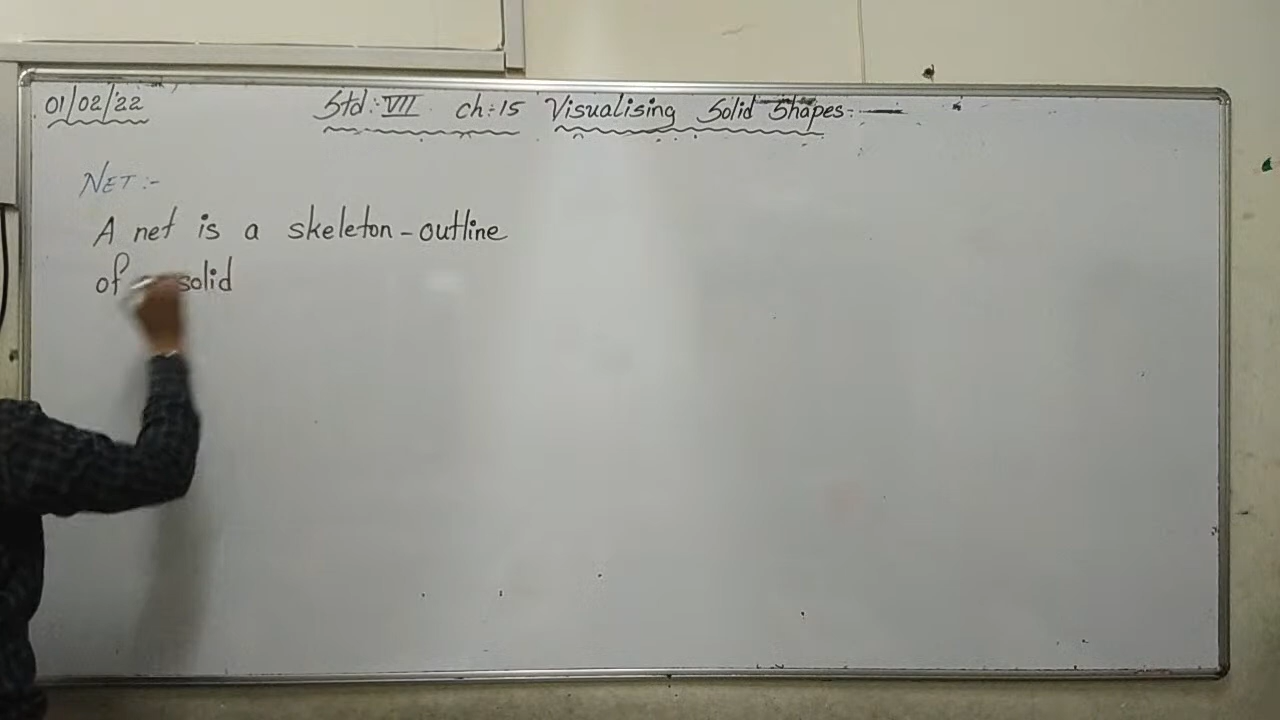 01/02/22 Std:VII ch:15 Visualising Solid Shapes:—
NET:-
A net is a skeleton-outline
of solid